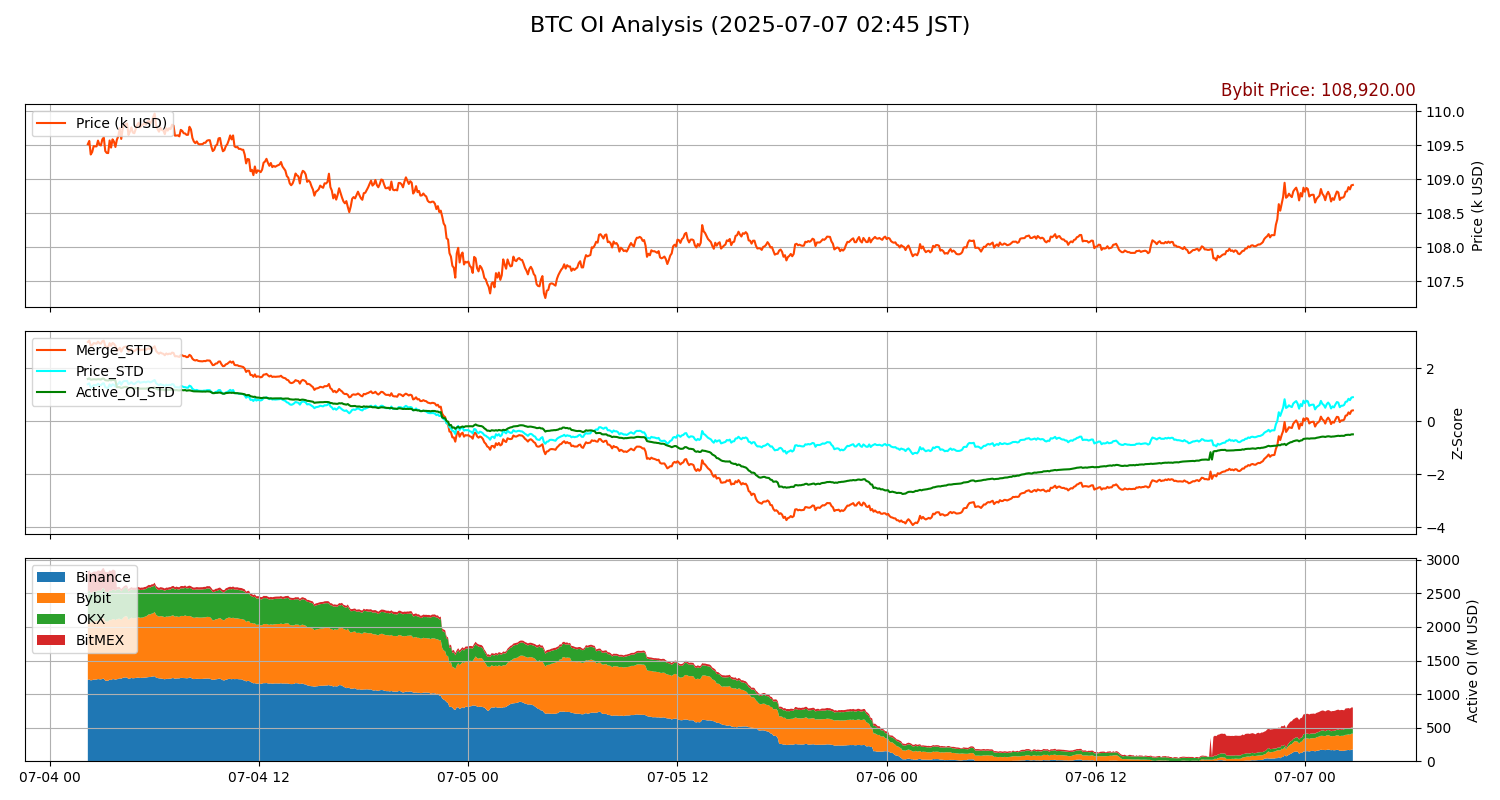 BTC OI Analysis (2025-07-07 02:45 JST)
Bybit Price: 108,920.00
Price (k USD)
110.0
109.5
109.0
108.5
108.0
107.5
Price (k USD)
Merge_STD
Price_STD
Active_OI_STD
2
0
−2
−4
Z-Score
Binance
Bybit
OKX
BitMEX
3000
2500
2000
1500
1000
500
0
Active OI (M USD)
07-04 00
07-04 12
07-05 00
07-05 12
07-06 00
07-06 12
07-07 00